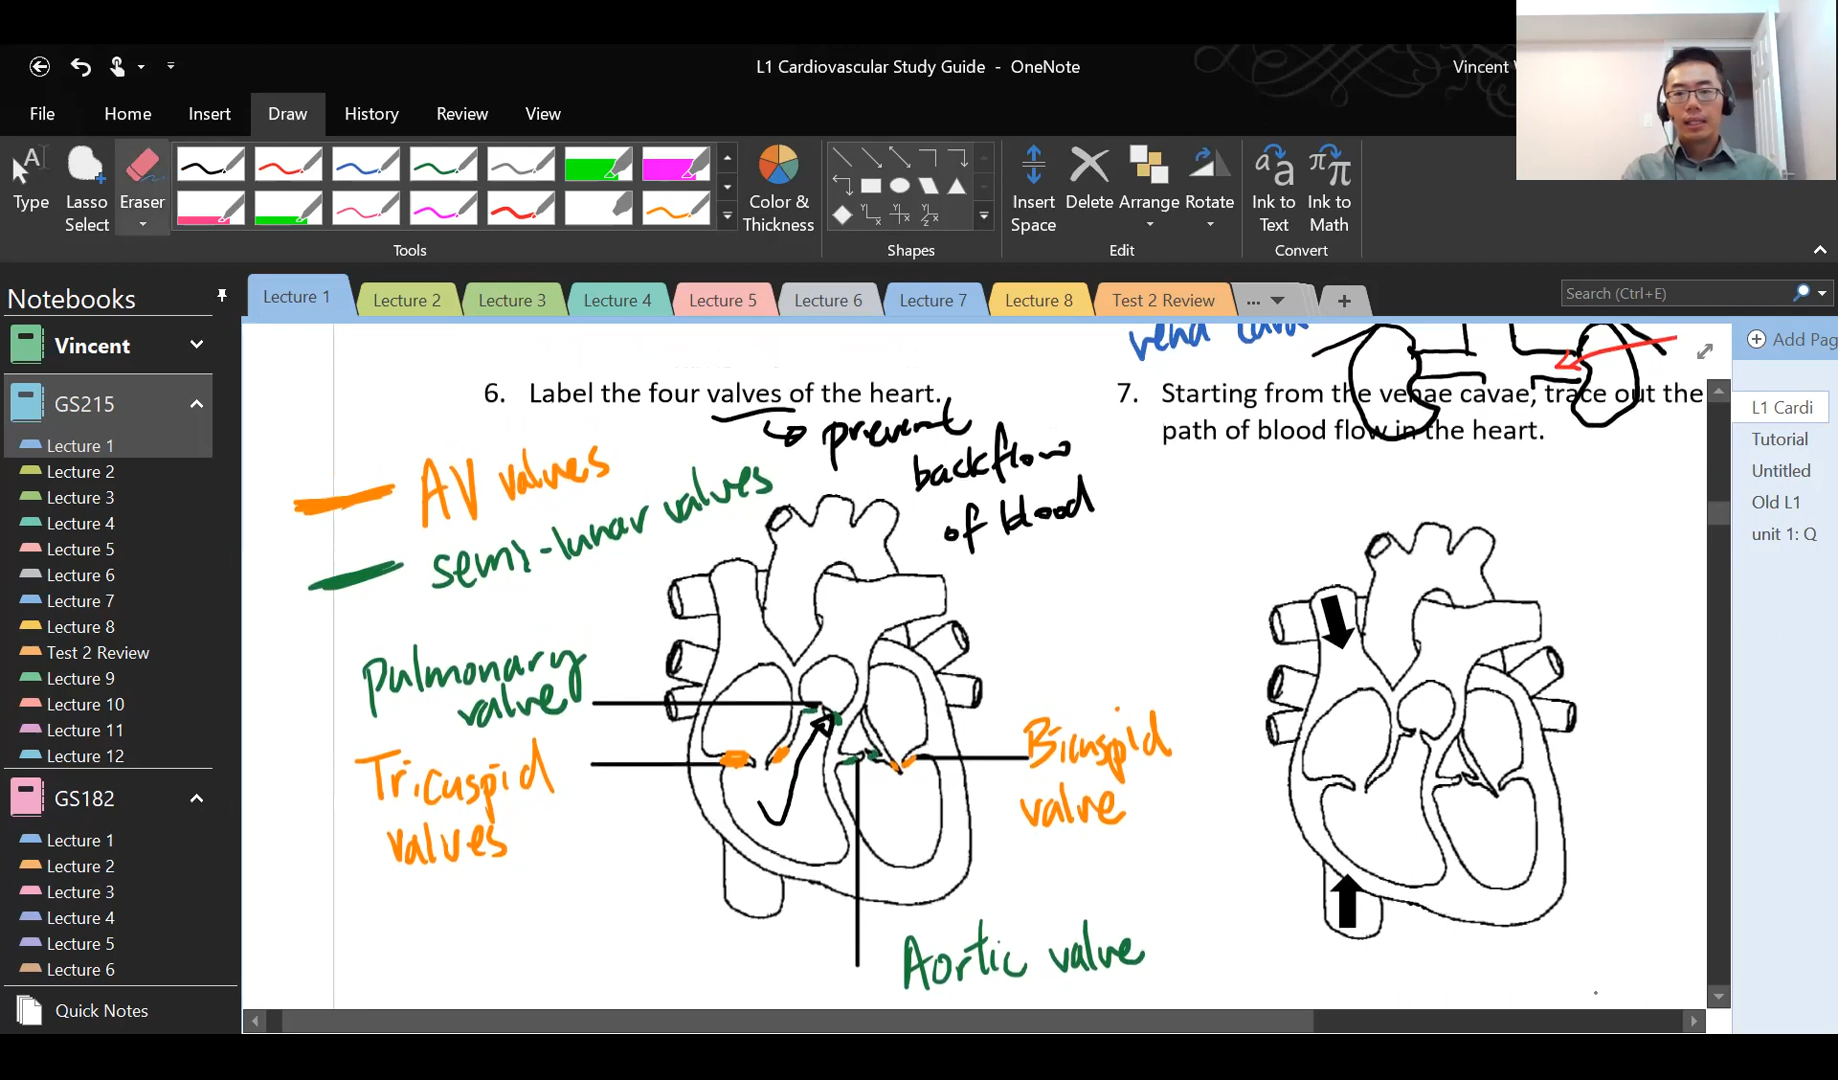 L1 Cardiovascular Study Guide - OneNote
Vincent
File
Home
Insert
Draw
History
Review
View
Type
Lasso
Select
Eraser
Color &
Thickness
Insert
Space
Delete
Arrange
Rotate
Ink to
Text
Ink to
Math
Tools
Shapes
Edit
Convert
Notebooks
Lecture 1
Lecture 2
Lecture 3
Lecture 4
Lecture 5
Lecture 6
Lecture 7
Lecture 8
Test 2 Review
...
Search (Ctrl+E)
Vincent
GS215
Lecture 1
Lecture 2
Lecture 3
Lecture 4
Lecture 5
Lecture 6
Lecture 7
Lecture 8
Test 2 Review
Lecture 9
Lecture 10
Lecture 11
Lecture 12
GS182
Lecture 1
Lecture 2
Lecture 3
Lecture 4
Lecture 5
Lecture 6
Quick Notes
Add Pag
L1 Cardi
Tutorial
Untitled
Old L1
unit 1: Q
vena cava
6. Label the four valves of the heart.
prevent
backflow
of blood
AV valves
semi-lunar valves
Pulmonary
valve
Tricuspid
valves
Bicuspid
valve
Aortic valve
7. Starting from the venae cavae, trace out the
path of blood flow in the heart.